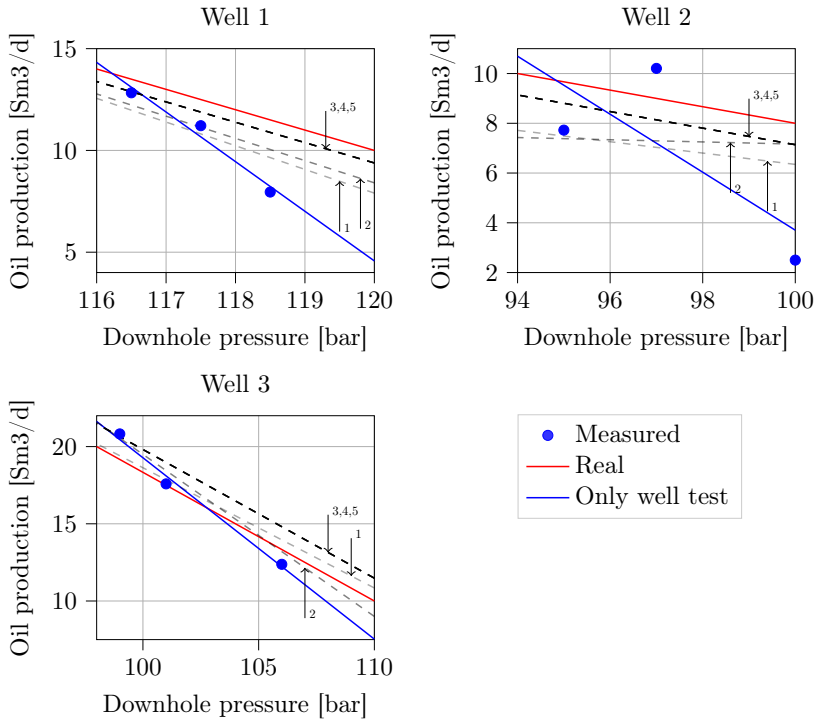 Well 1
15
10
5
116
117
118
119
120
Oil production [Sm3/d]
Downhole pressure [bar]
3,4,5
1
2
Well 2
10
8
6
4
2
94
96
98
100
Oil production [Sm3/d]
Downhole pressure [bar]
3,4,5
2
1
Well 3
20
15
10
100
105
110
Oil production [Sm3/d]
Downhole pressure [bar]
3,4,5
1
2
Measured
Real
Only well test